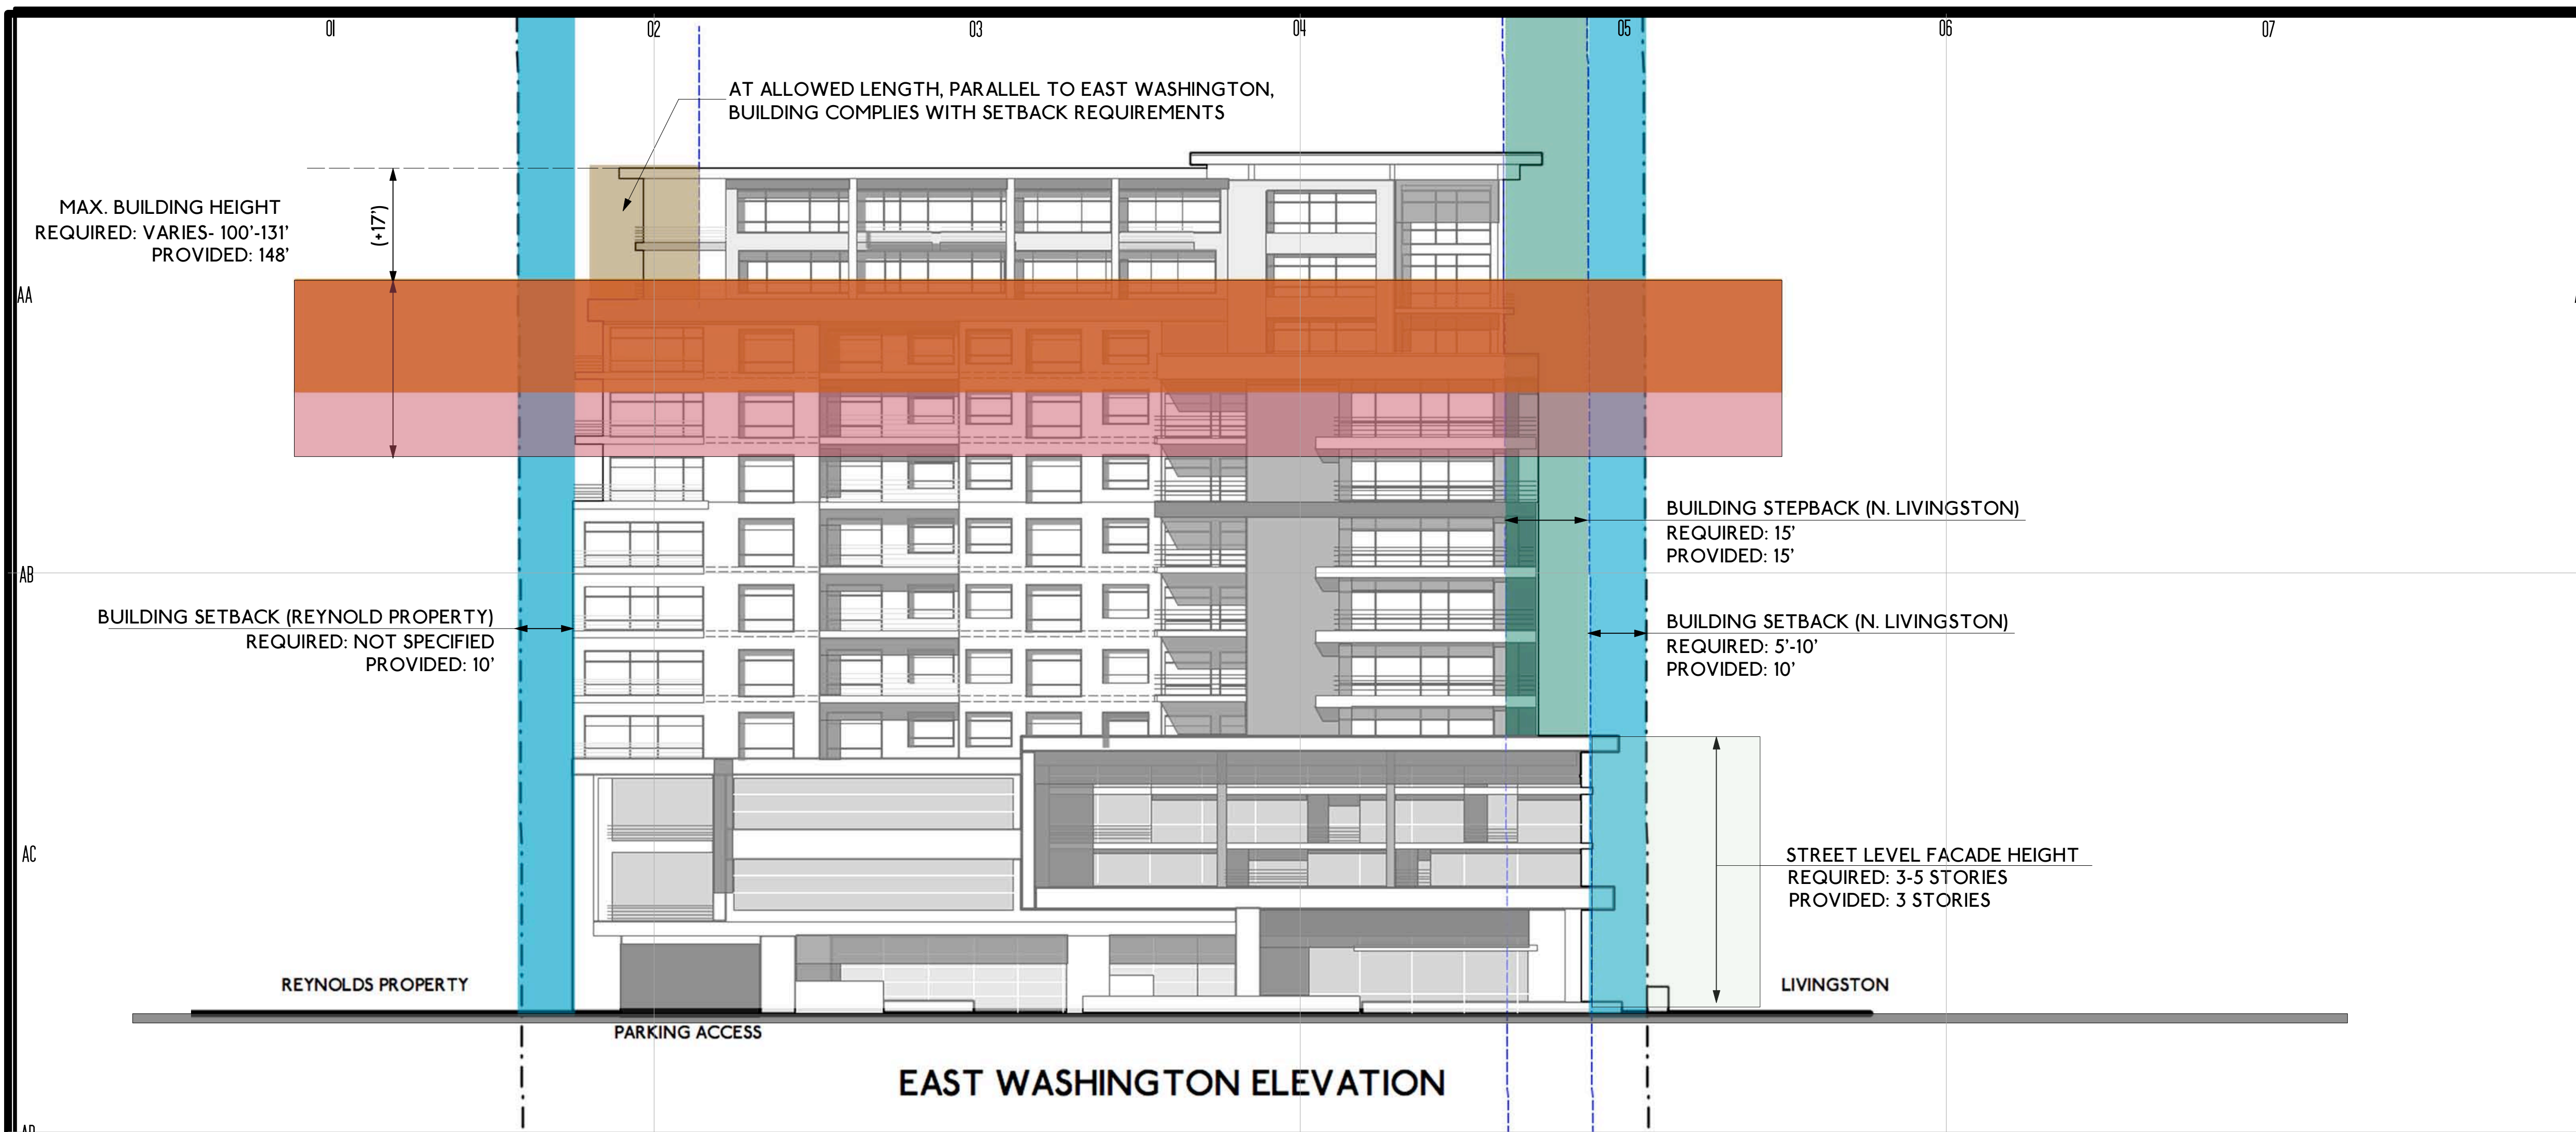 01 02 03 04 05 06 07
AT ALLOWED LENGTH, PARALLEL TO EAST WASHINGTON,
BUILDING COMPLIES WITH SETBACK REQUIREMENTS
MAX. BUILDING HEIGHT
REQUIRED: VARIES- 100'-131'
PROVIDED: 148'
(+17')
AA
BUILDING STEPBACK (N. LIVINGSTON)
REQUIRED: 15'
PROVIDED: 15'
AB
BUILDING SETBACK (REYNOLD PROPERTY)
REQUIRED: NOT SPECIFIED
PROVIDED: 10'
BUILDING SETBACK (N. LIVINGSTON)
REQUIRED: 5'-10'
PROVIDED: 10'
AC
STREET LEVEL FACADE HEIGHT
REQUIRED: 3-5 STORIES
PROVIDED: 3 STORIES
REYNOLDS PROPERTY
LIVINGSTON
PARKING ACCESS
EAST WASHINGTON ELEVATION